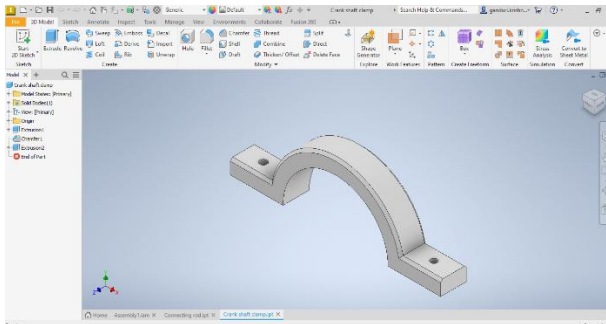 Generic
Default
Crank shaft clamp
Search Help & Commands...
File
3D Model
Sketch
Annotate
Inspect
Tools
Manage
View
Environments
Collaborate
Fusion 360
Start
2D Sketch
Extrude
Revolve
Sweep
Emboss
Decal
Loft
Derive
Import
Coil
Rib
Unwrap
Hole
Fillet
Chamfer
Thread
Split
Shell
Combine
Direct
Draft
Thicken/ Offset
Delete Face
Shape
Generator
Plane
Box
Stress
Analysis
Convert to
Sheet Metal
Sketch
Create
Modify
Explore
Work Features
Pattern
Create Freeform
Surface
Simulation
Convert
Model
Crank shaft clamp
Model States: [Primary]
Solid Bodies(1)
View: [Primary]
Origin
Extrusion1
Chamfer1
Extrusion2
End of Part
Home
Assembly1.iam
Connecting rod.ipt
Crank shaft clamp.ipt